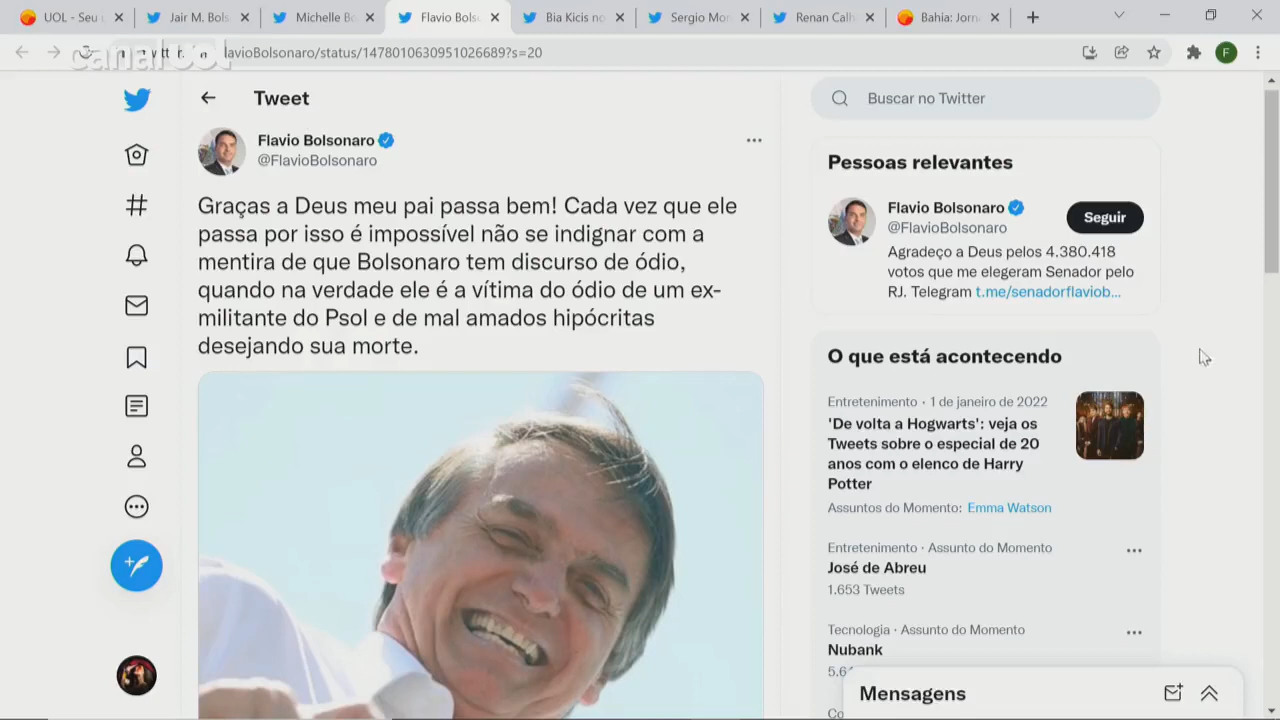 UOL - Seu u
Jair M. Bols
Michelle Bo
Flavio Bols
Bia Kicis no
Sergio Mor
Renan Calh
Bahia: Jorn
canal UOL
lavioBolsonaro/status/1478010630951026689?s=20
F
Tweet
Buscar no Twitter
Flavio Bolsonaro
@FlavioBolsonaro
Graças a Deus meu pai passa bem! Cada vez que ele
passa por isso é impossível não se indignar com a
mentira de que Bolsonaro tem discurso de ódio,
quando na verdade ele é a vítima do ódio de um ex-
militante do Psol e de mal amados hipócritas
desejando sua morte.
Pessoas relevantes
Flavio Bolsonaro
@FlavioBolsonaro
Seguir
Agradeço a Deus pelos 4.380.418
votos que me elegeram Senador pelo
RJ. Telegram t.me/senadorflaviob...
O que está acontecendo
Entretenimento · 1 de janeiro de 2022
'De volta a Hogwarts': veja os
Tweets sobre o especial de 20
anos com o elenco de Harry
Potter
Assuntos do Momento: Emma Watson
Entretenimento · Assunto do Momento
José de Abreu
1.653 Tweets
Tecnologia · Assunto do Momento
Nubank
Mensagens